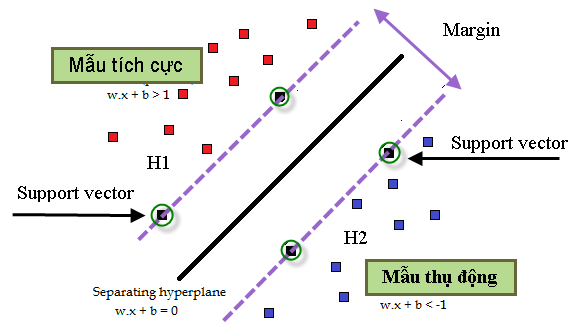 Margin
Mẫu tích cực
w.x + b > 1
Support vector
H1
Support vector
H2
Mẫu thụ động
Separating hyperplane
w.x + b = 0
w.x + b < -1